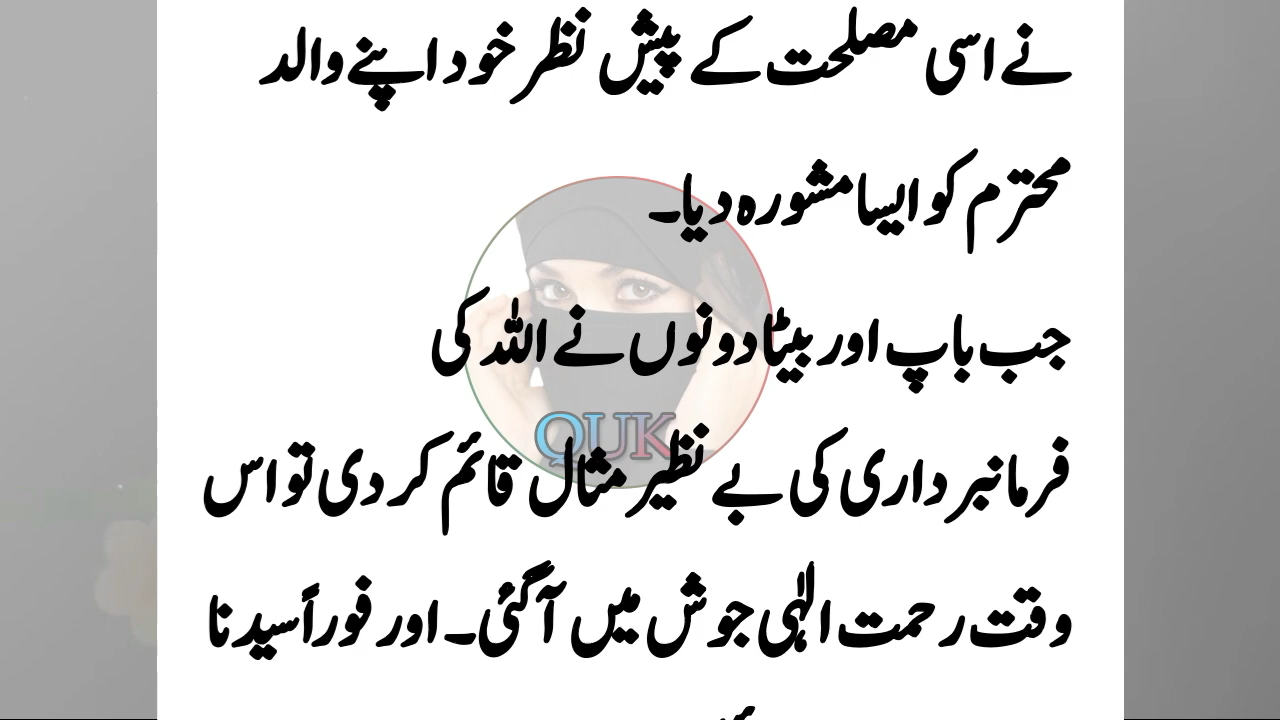 نے اسی مصلحت کے پیش نظر خود اپنے والد
محترم کو ایسا مشورہ دیا۔
جب باپ اور بیٹا دونوں نے اللہ کی
QUK
فرمانبرداری کی بے نظیر مثال قائم کر دی تو اس
وقت رحمت الٰہی جوش میں آگئی۔ اور فوراً سیدنا